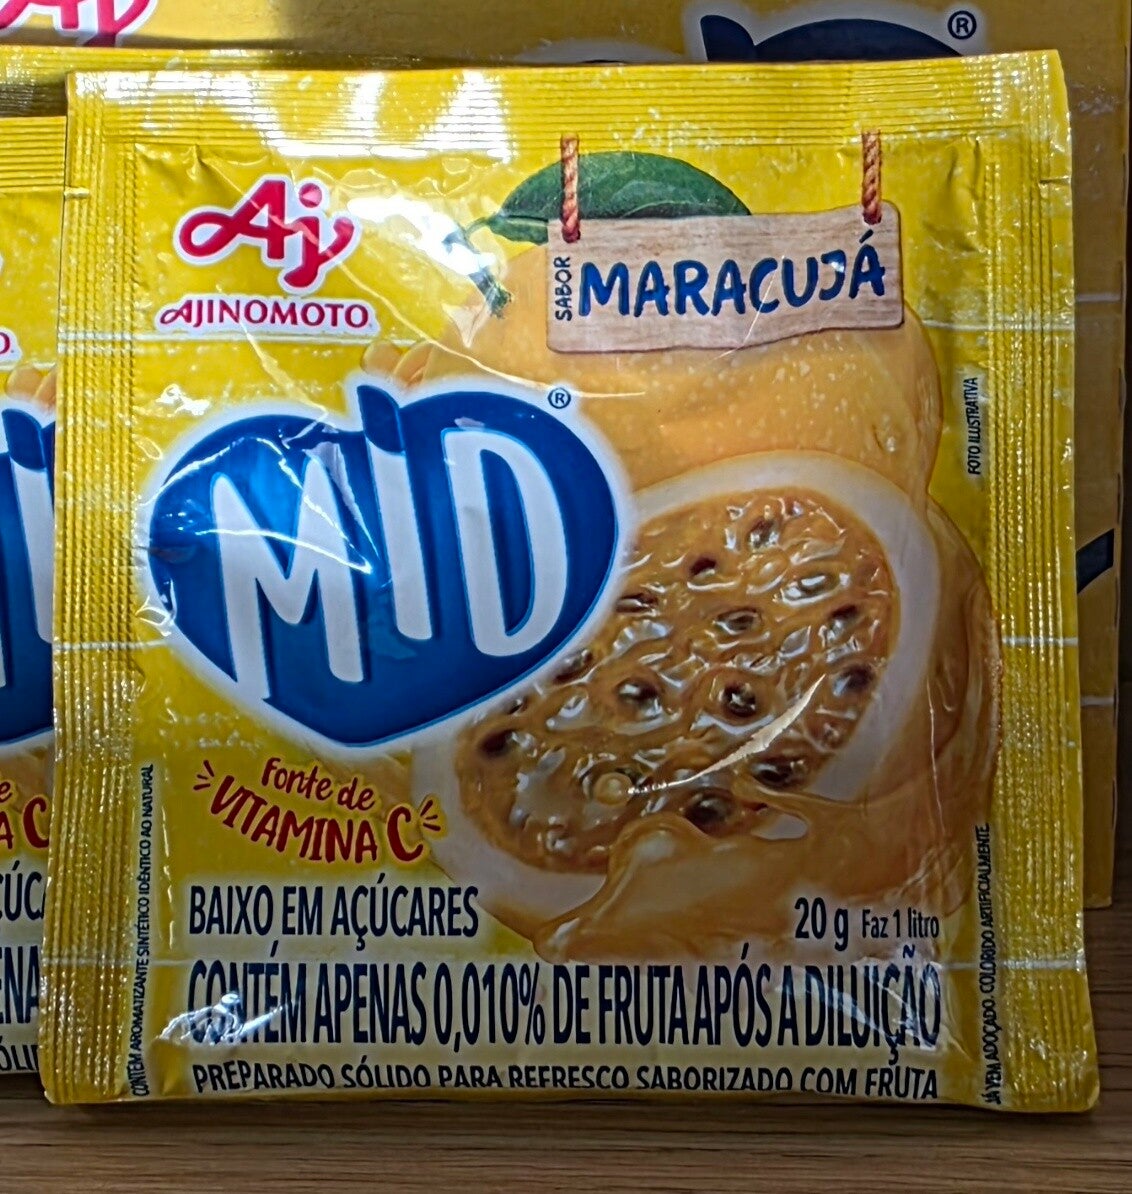 Aj
AJINOMOTO
SABOR
MARACUJÁ
®
MID
FOTO ILUSTRATIVA
Fonte de
VITAMINA C
BAIXO EM AÇÚCARES
20 g Faz 1 litro
CONTÉM APENAS 0,010% DE FRUTA APÓS A DILUIÇÃO
PREPARADO SÓLIDO PARA REFRESCO SABORIZADO COM FRUTA
CONTÉM AROMATIZANTE SINTÉTICO IDÊNTICO AO NATURAL
JÁ VEM ADOÇADO. COLORIDO ARTIFICIALMENTE.
®